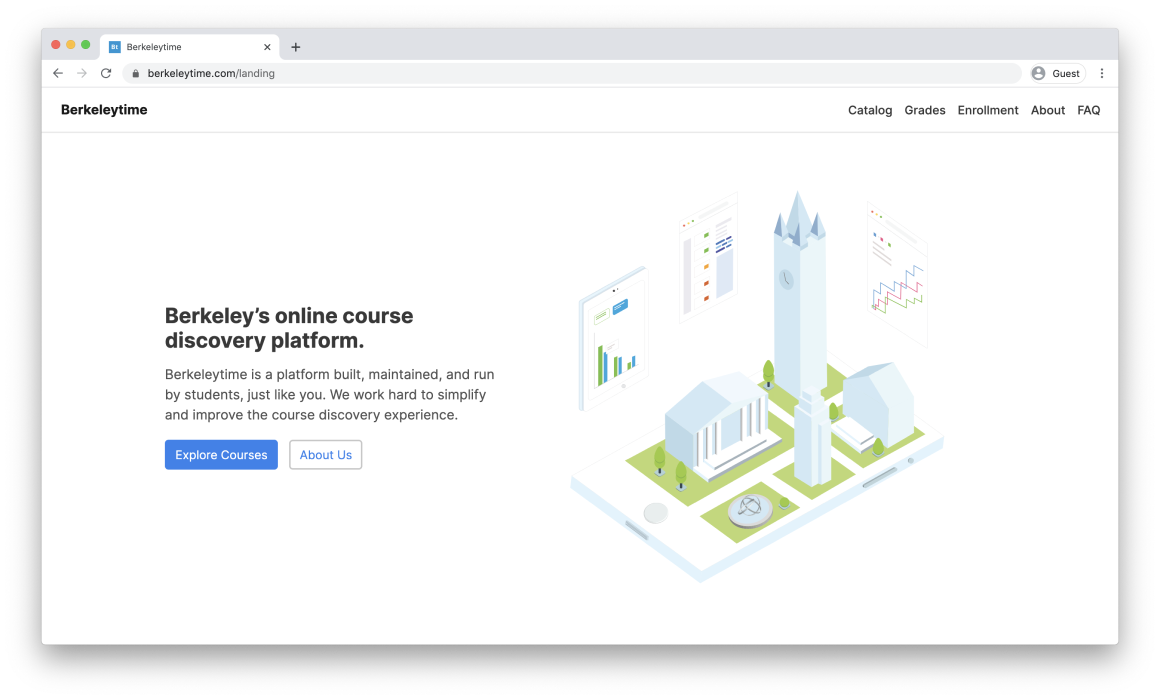 Bt Berkeleytime
berkeleytime.com/landing Guest
Berkeleytime Catalog Grades Enrollment About FAQ
Berkeley’s online course
discovery platform.
Berkeleytime is a platform built, maintained, and run
by students, just like you. We work hard to simplify
and improve the course discovery experience.
Explore Courses About Us